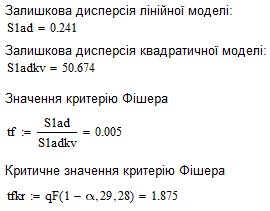 Залишкова дисперсія лінійної моделі:
S1ad = 0.241
Залишкова дисперсія квадратичної моделі:
S1adkv = 50.674
Значення критерію Фішера
tf := S1ad / S1adkv = 0.005
Критичне значення критерію Фішера
tfkr := qF(1 − α, 29, 28) = 1.875